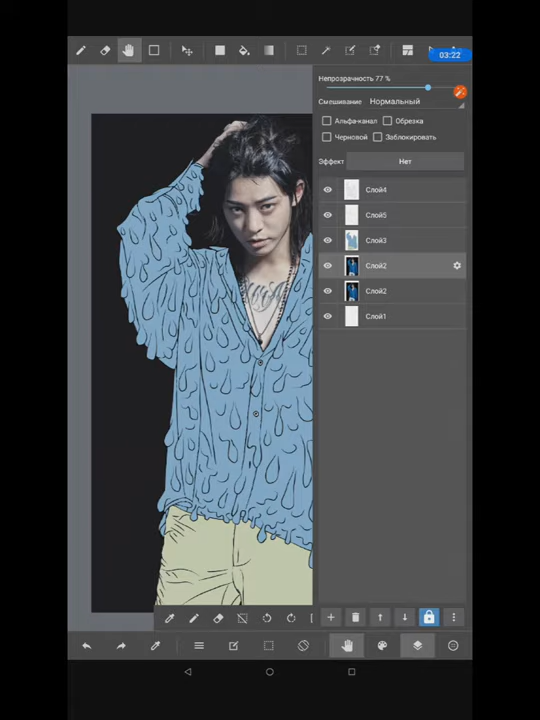 03:22
Непрозрачность 77 %
Смешивание Нормальный
Альфа-канал Обрезка
Черновой Заблокировать
Эффект Нет
Слой4
Слой5
Слой3
Слой2
Слой2
Слой1